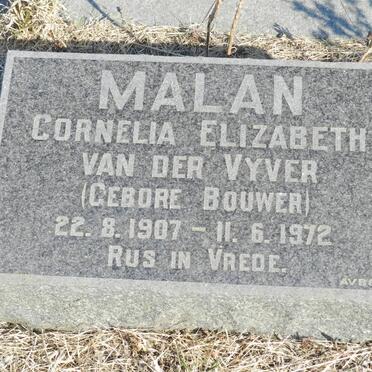 MALAN
CORNELIA ELIZABETH
VAN DER VYVER
(GEBORE BOUWER)
22. 8. 1907 – 11. 6. 1972
RUS IN VREDE.